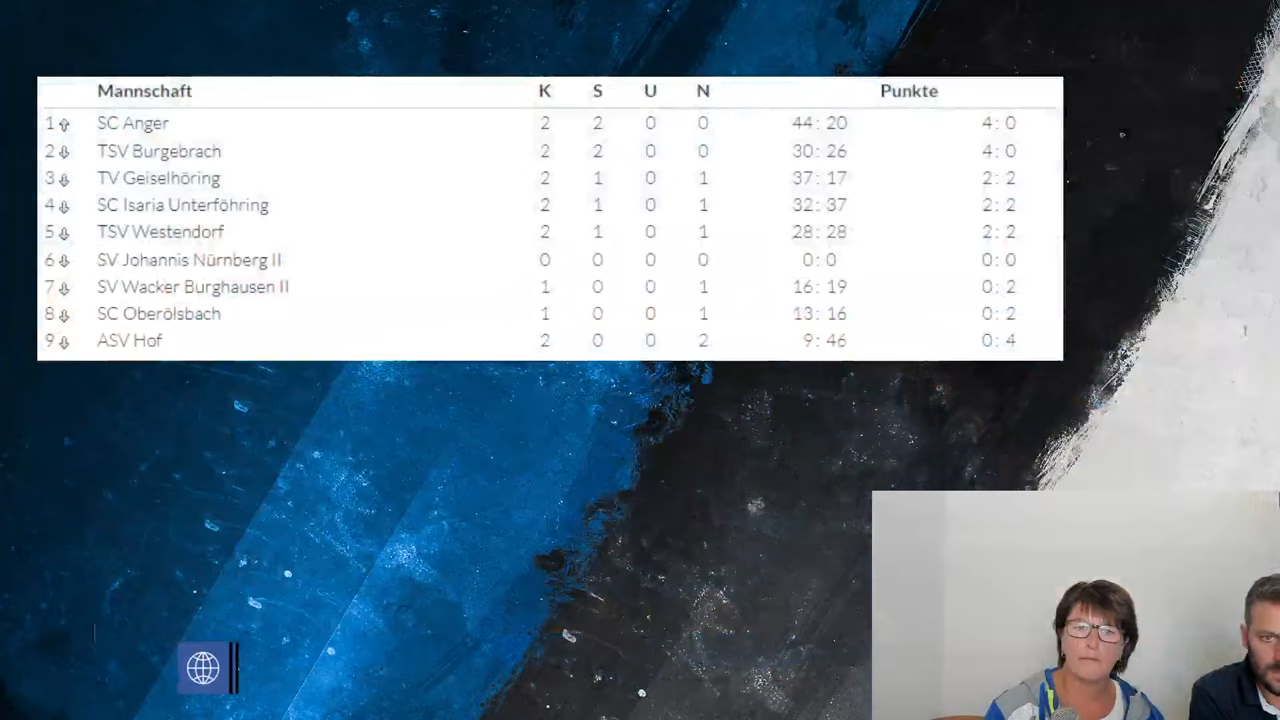 Mannschaft K S U N Punkte
1 SC Anger 2 2 0 0 44: 20 4: 0
2 TSV Burgebrach 2 2 0 0 30: 26 4: 0
3 TV Geiselhöring 2 1 0 1 37: 17 2: 2
4 SC Isaria Unterföhring 2 1 0 1 32: 37 2: 2
5 TSV Westendorf 2 1 0 1 28: 28 2: 2
6 SV Johannis Nürnberg II 0 0 0 0 0: 0 0: 0
7 SV Wacker Burghausen II 1 0 0 1 16: 19 0: 2
8 SC Oberölsbach 1 0 0 1 13: 16 0: 2
9 ASV Hof 2 0 0 2 9: 46 0: 4